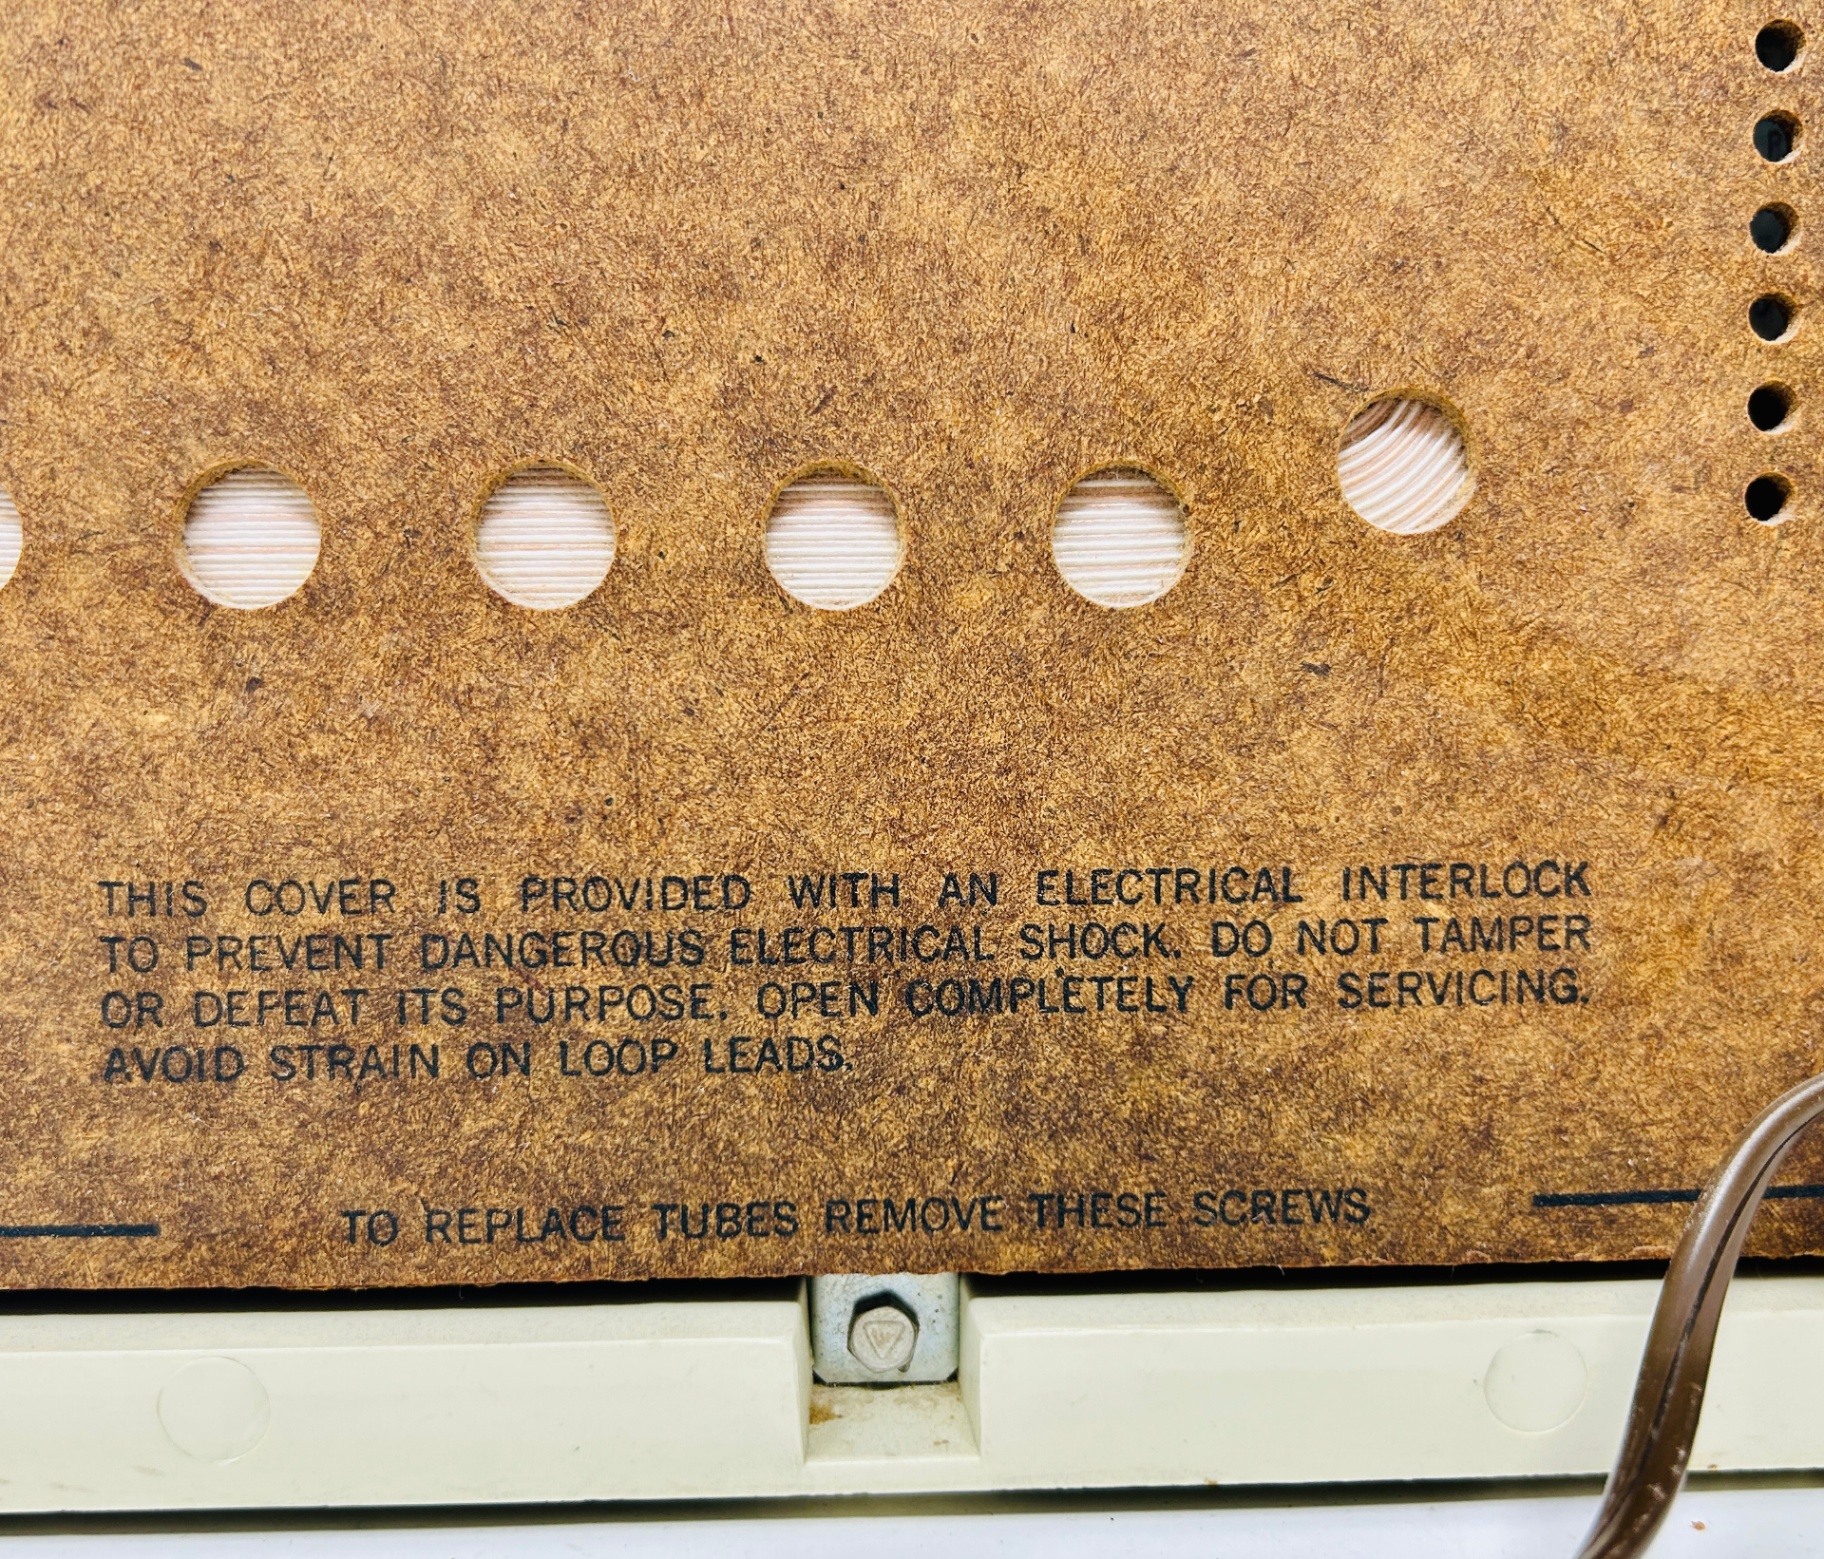 THIS COVER IS PROVIDED WITH AN ELECTRICAL INTERLOCK
TO PREVENT DANGEROUS ELECTRICAL SHOCK. DO NOT TAMPER
OR DEFEAT ITS PURPOSE. OPEN COMPLETELY FOR SERVICING.
AVOID STRAIN ON LOOP LEADS.
TO REPLACE TUBES REMOVE THESE SCREWS